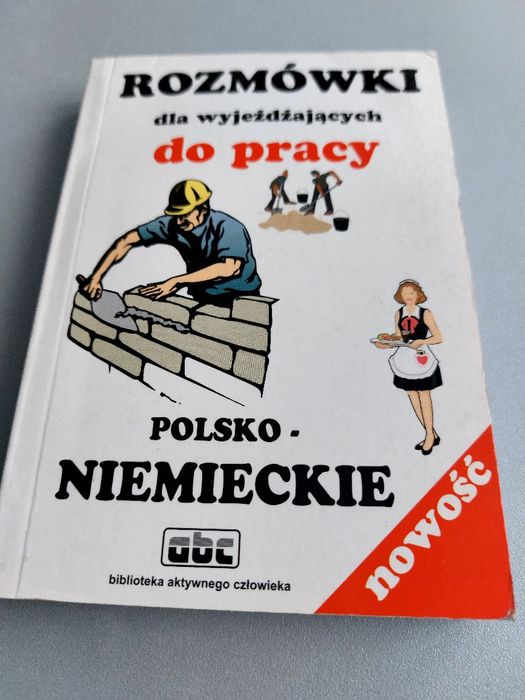 ROZMÓWKI
dla wyjeżdżających
do pracy
POLSKO -
NIEMIECKIE
abc
biblioteka aktywnego człowieka
nowość